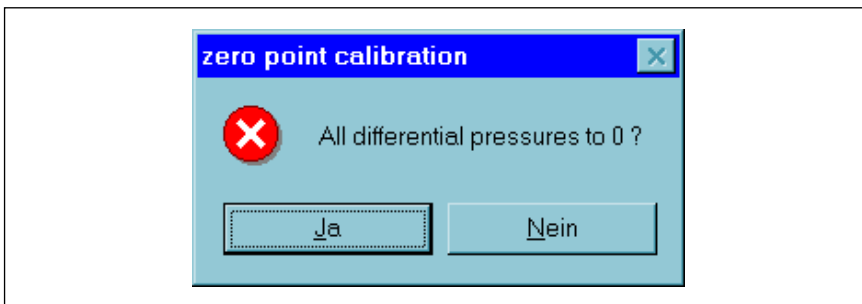 zero point calibration
All differential pressures to 0 ?
Ja
Nein